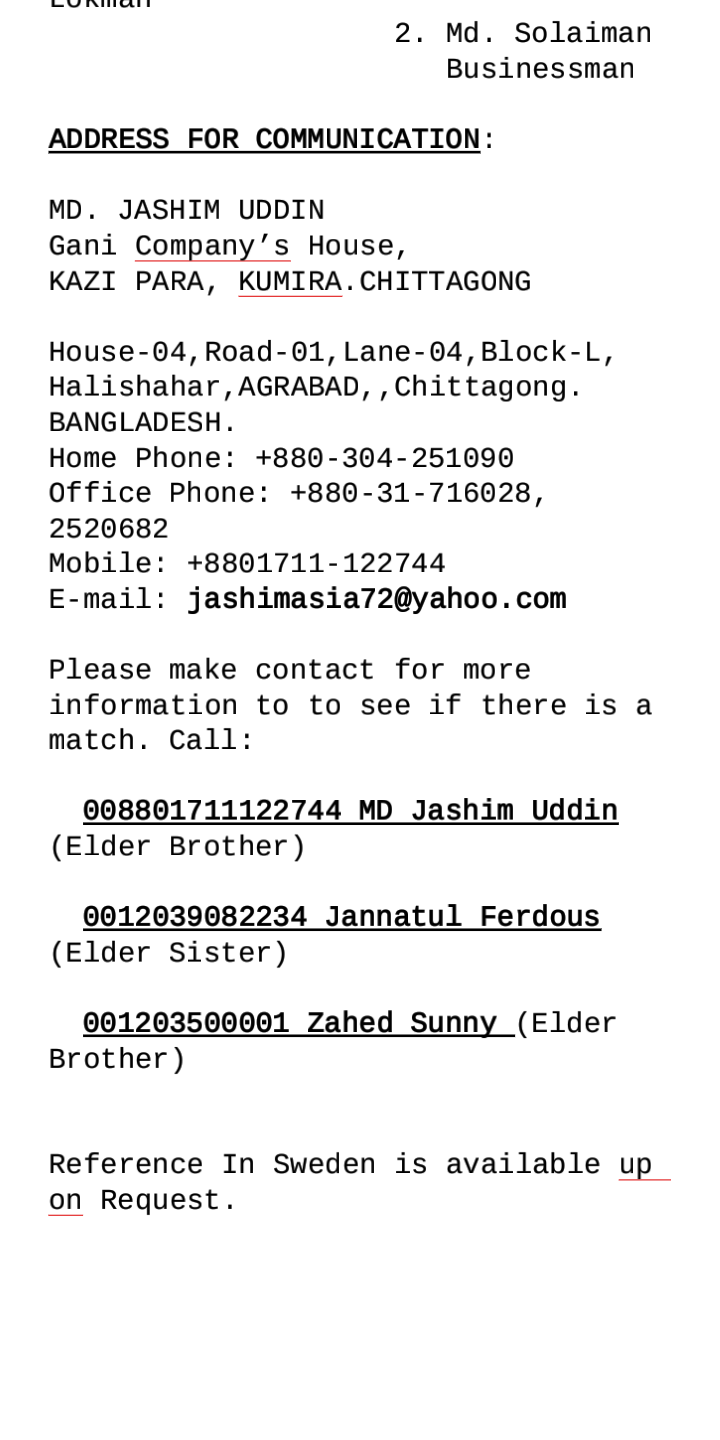 Lokman
2. Md. Solaiman
Businessman
ADDRESS FOR COMMUNICATION:
MD. JASHIM UDDIN
Gani Company’s House,
KAZI PARA, KUMIRA.CHITTAGONG
House-04,Road-01,Lane-04,Block-L,
Halishahar,AGRABAD,,Chittagong.
BANGLADESH.
Home Phone: +880-304-251090
Office Phone: +880-31-716028,
2520682
Mobile: +8801711-122744
E-mail: jashimasia72@yahoo.com
Please make contact for more
information to to see if there is a
match. Call:
008801711122744 MD Jashim Uddin
(Elder Brother)
0012039082234 Jannatul Ferdous
(Elder Sister)
001203500001 Zahed Sunny (Elder
Brother)
Reference In Sweden is available up
on Request.